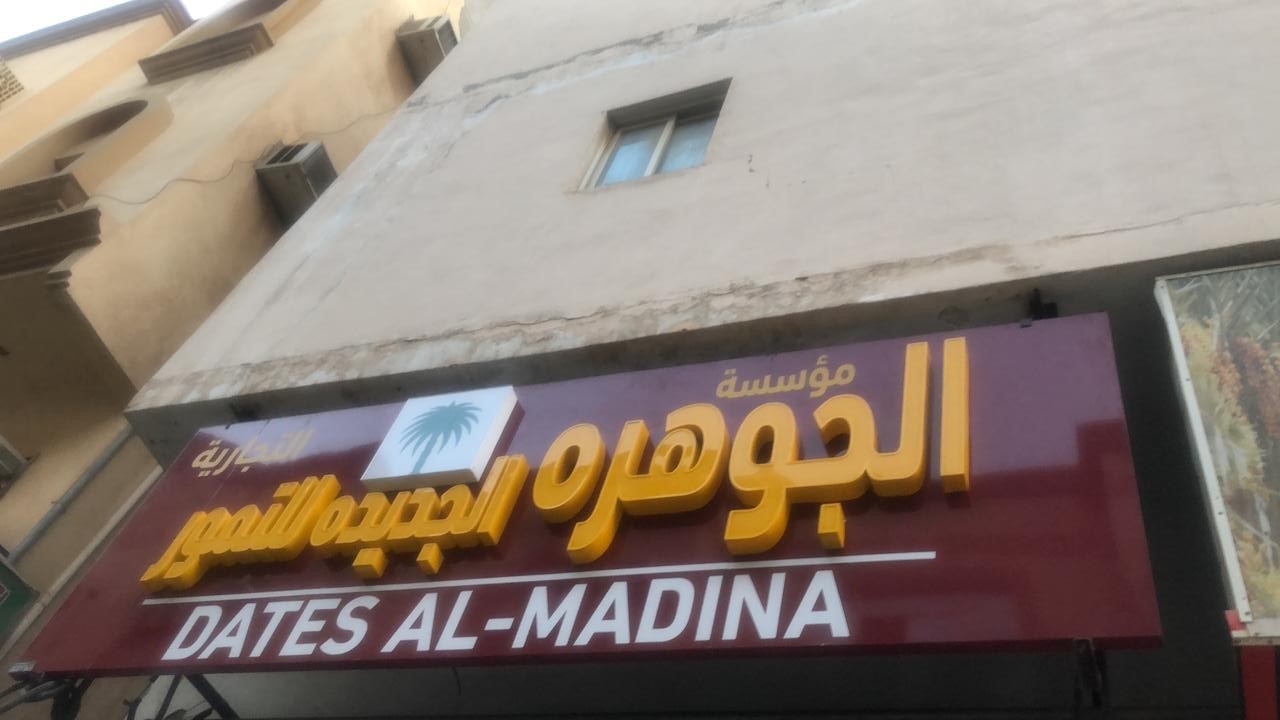 مؤسسة
الجوهره
الجديده للتمور
التجارية
DATES AL-MADINA